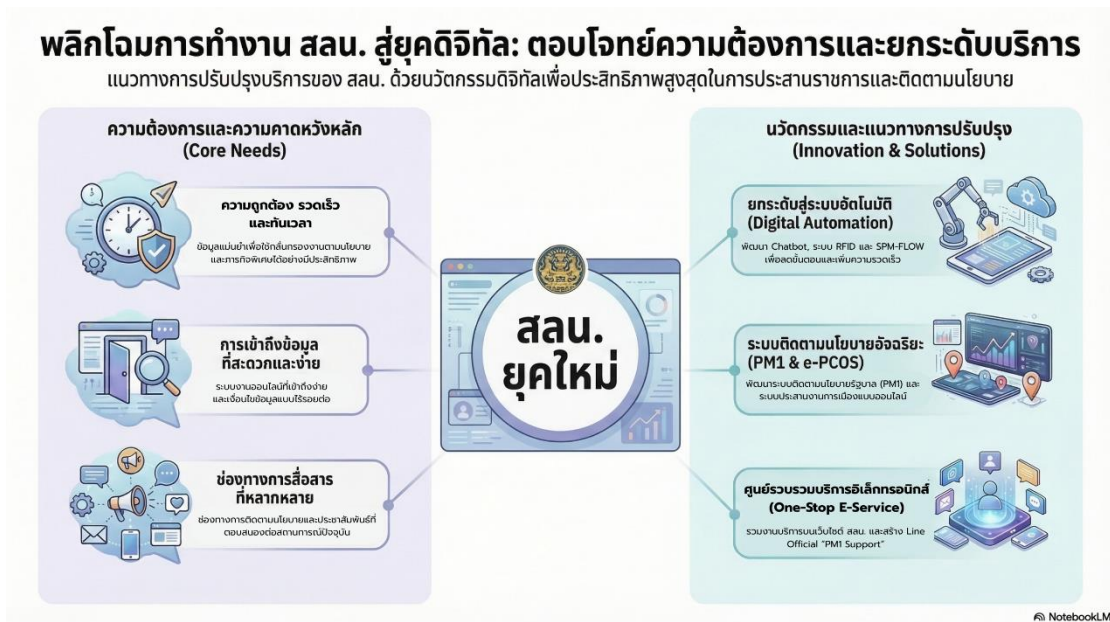 พลิกโฉมการทำงาน สลน. สู่ยุคดิจิทัล: ตอบโจทย์ความต้องการและยกระดับบริการ
แนวทางการปรับปรุงบริการของ สลน. ด้วยนวัตกรรมดิจิทัลเพื่อประสิทธิภาพสูงสุดในการประสานราชการและติดตามนโยบาย
ความต้องการและความคาดหวังหลัก
(Core Needs)
ความถูกต้อง รวดเร็ว
และทันเวลา
ข้อมูลแม่นยำเพื่อใช้กลั่นกรองงานตามนโยบาย
และภารกิจพิเศษได้อย่างมีประสิทธิภาพ
การเข้าถึงข้อมูล
ที่สะดวกและง่าย
ระบบงานออนไลน์ที่เข้าถึงง่าย
และเชื่อมโยงข้อมูลแบบไร้รอยต่อ
ช่องทางการสื่อสาร
ที่หลากหลาย
ช่องทางการติดตามนโยบายและประชาสัมพันธ์ที่
ตอบสนองต่อสถานการณ์ปัจจุบัน
สลน.
ยุคใหม่
นวัตกรรมและแนวทางการปรับปรุง
(Innovation & Solutions)
ยกระดับสู่ระบบอัตโนมัติ
(Digital Automation)
พัฒนา Chatbot, ระบบ RFID และ SPM-FLOW
เพื่อลดขั้นตอนและเพิ่มความรวดเร็ว
ระบบติดตามนโยบายอัจฉริยะ
(PM1 & e-PCOS)
พัฒนาระบบติดตามนโยบายรัฐบาล (PM1) และ
ระบบประสานงานการเมืองแบบออนไลน์
ศูนย์รวบรวมบริการอิเล็กทรอนิกส์
(One-Stop E-Service)
รวมงานบริการบนเว็บไซต์ สลน. และสร้าง Line
Official "PM1 Support"
NotebookLM